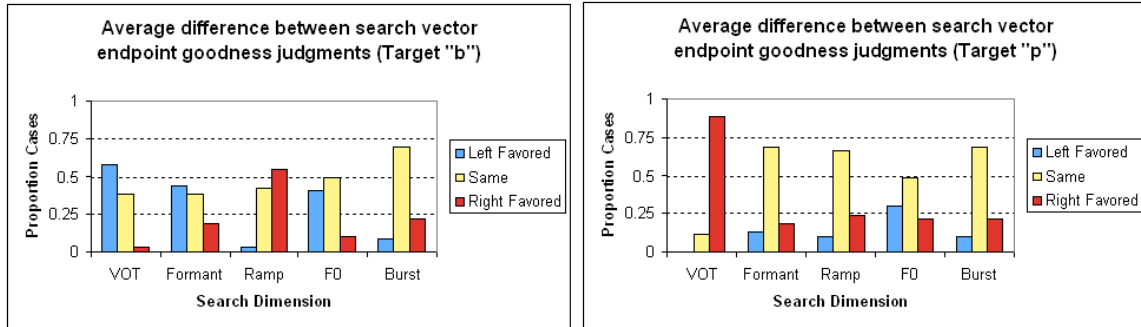 Average difference between search vector
endpoint goodness judgments (Target "b")
Proportion Cases
1
0.75
0.5
0.25
0
VOT Formant Ramp F0 Burst
Search Dimension
Left Favored
Same
Right Favored
Average difference between search vector
endpoint goodness judgments (Target "p")
Proportion Cases
1
0.75
0.5
0.25
0
VOT Formant Ramp F0 Burst
Search Dimension
Left Favored
Same
Right Favored